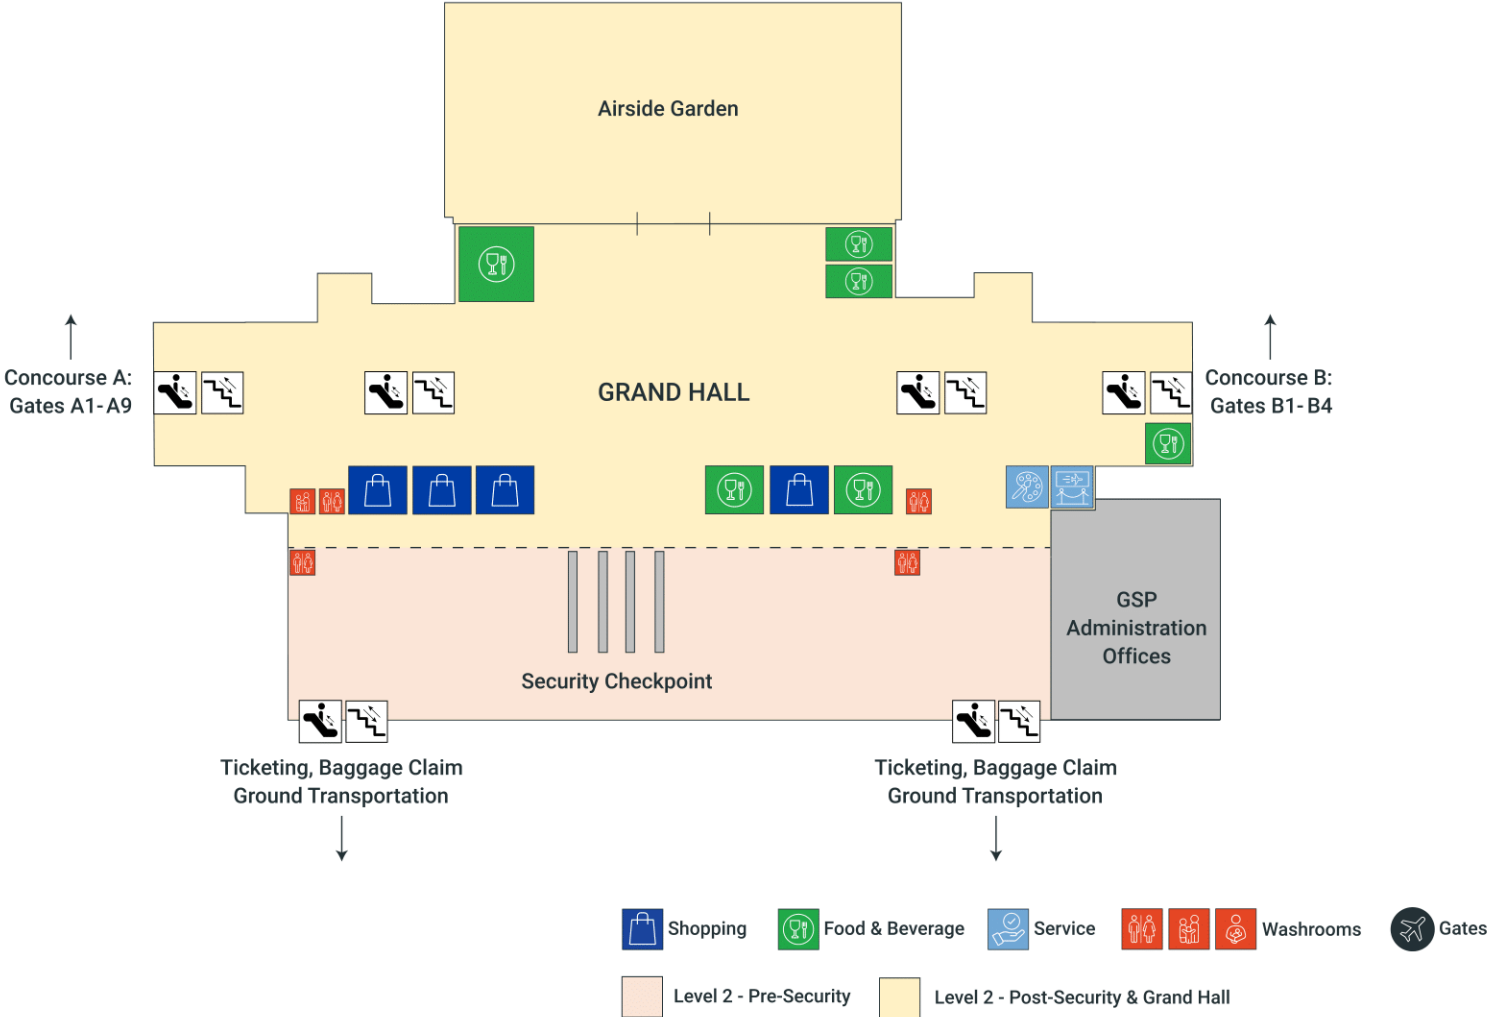 Airside Garden
Concourse A:
Gates A1-A9
GRAND HALL
Concourse B:
Gates B1-B4
GSP
Administration
Offices
Security Checkpoint
Ticketing, Baggage Claim
Ground Transportation
Ticketing, Baggage Claim
Ground Transportation
Shopping
Food & Beverage
Service
Washrooms
Gates
Level 2 - Pre-Security
Level 2 - Post-Security & Grand Hall